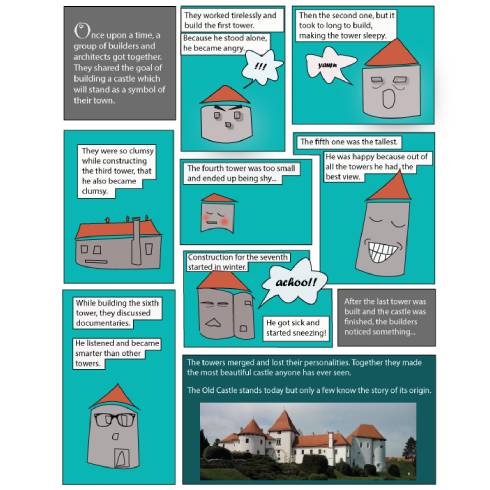 Once upon a time, a
group of builders and
architects got together.
They shared the goal of
building a castle which
will stand as a symbol of
their town.
They worked tirelessly and
build the first tower.
Because he stood alone,
he became angry.
!!!
Then the second one, but it
took to long to build,
making the tower sleepy.
yawn
They were so clumsy
while constructing
the third tower, that
he also became
clumsy.
The fourth tower was too small
and ended up being shy...
The fifth one was the tallest.
He was happy because out of
all the towers he had the
best view.
While building the sixth
tower, they discussed
documentaries.
He listened and became
smarter than other
towers.
Construction for the seventh
started in winter.
achoo!!
He got sick and
started sneezing!
After the last tower was
built and the castle was
finished, the builders
noticed something...
The towers merged and lost their personalities. Together they made
the most beautiful castle anyone has ever seen.
The Old Castle stands today but only a few know the story of its origin.